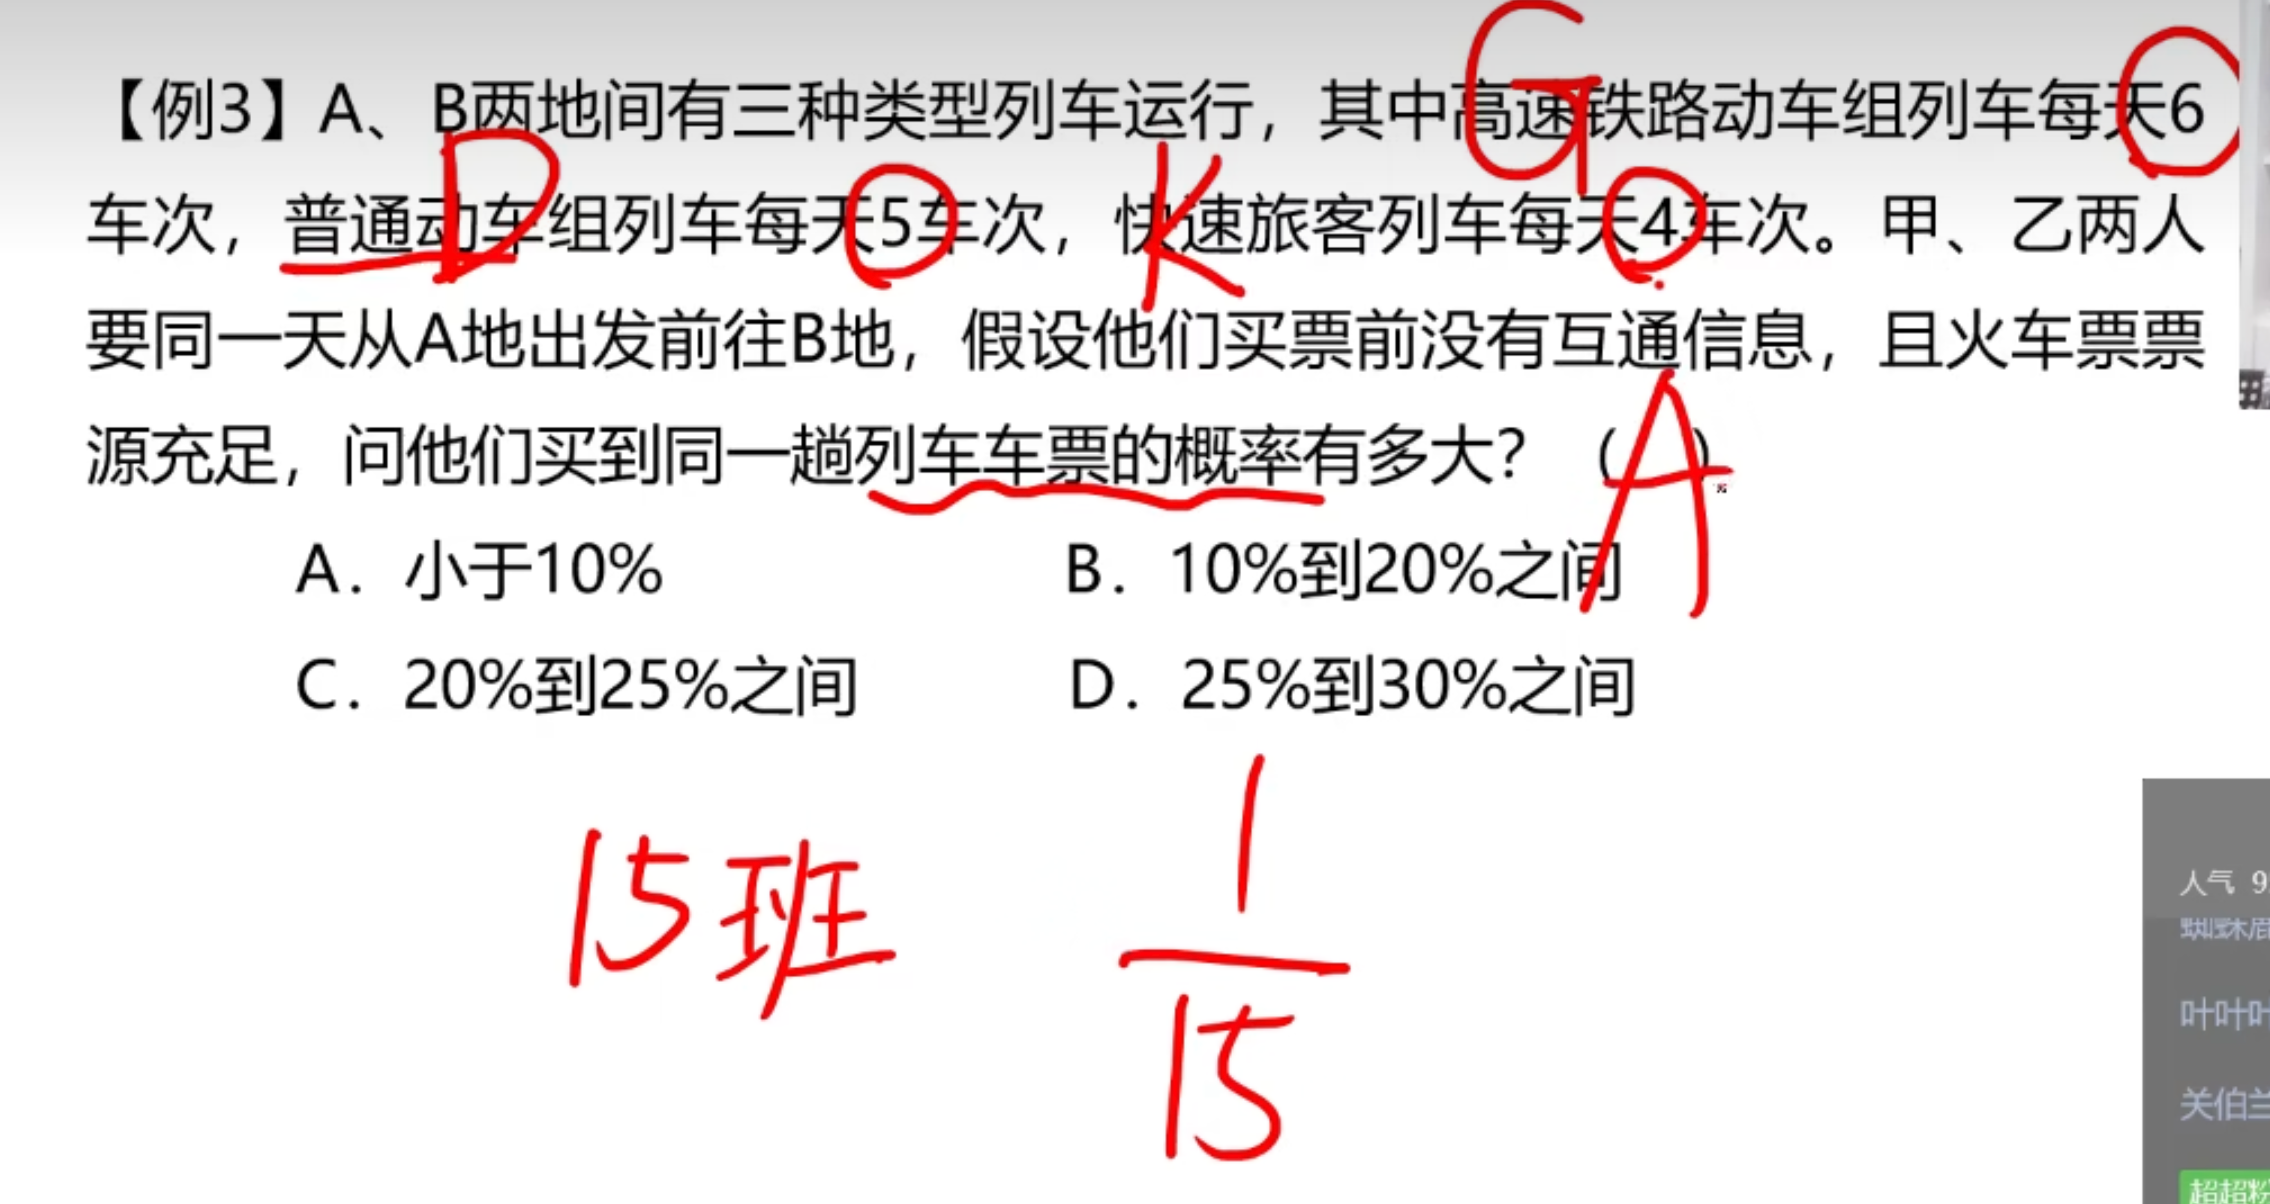 【例3】A、B两地间有三种类型列车运行，其中高速铁路动车组列车每天6
车次，普通动车组列车每天5车次，快速旅客列车每天4车次。甲、乙两人
要同一天从A地出发前往B地，假设他们买票前没有互通信息，且火车票票
源充足，问他们买到同一趟列车车票的概率有多大？（ ）
G
D
K
A
A．小于10%
B．10%到20%之间
C．20%到25%之间
D．25%到30%之间
15班
1
15
人气 9
蜘蛛
叶叶叶
关伯兰
超超粉